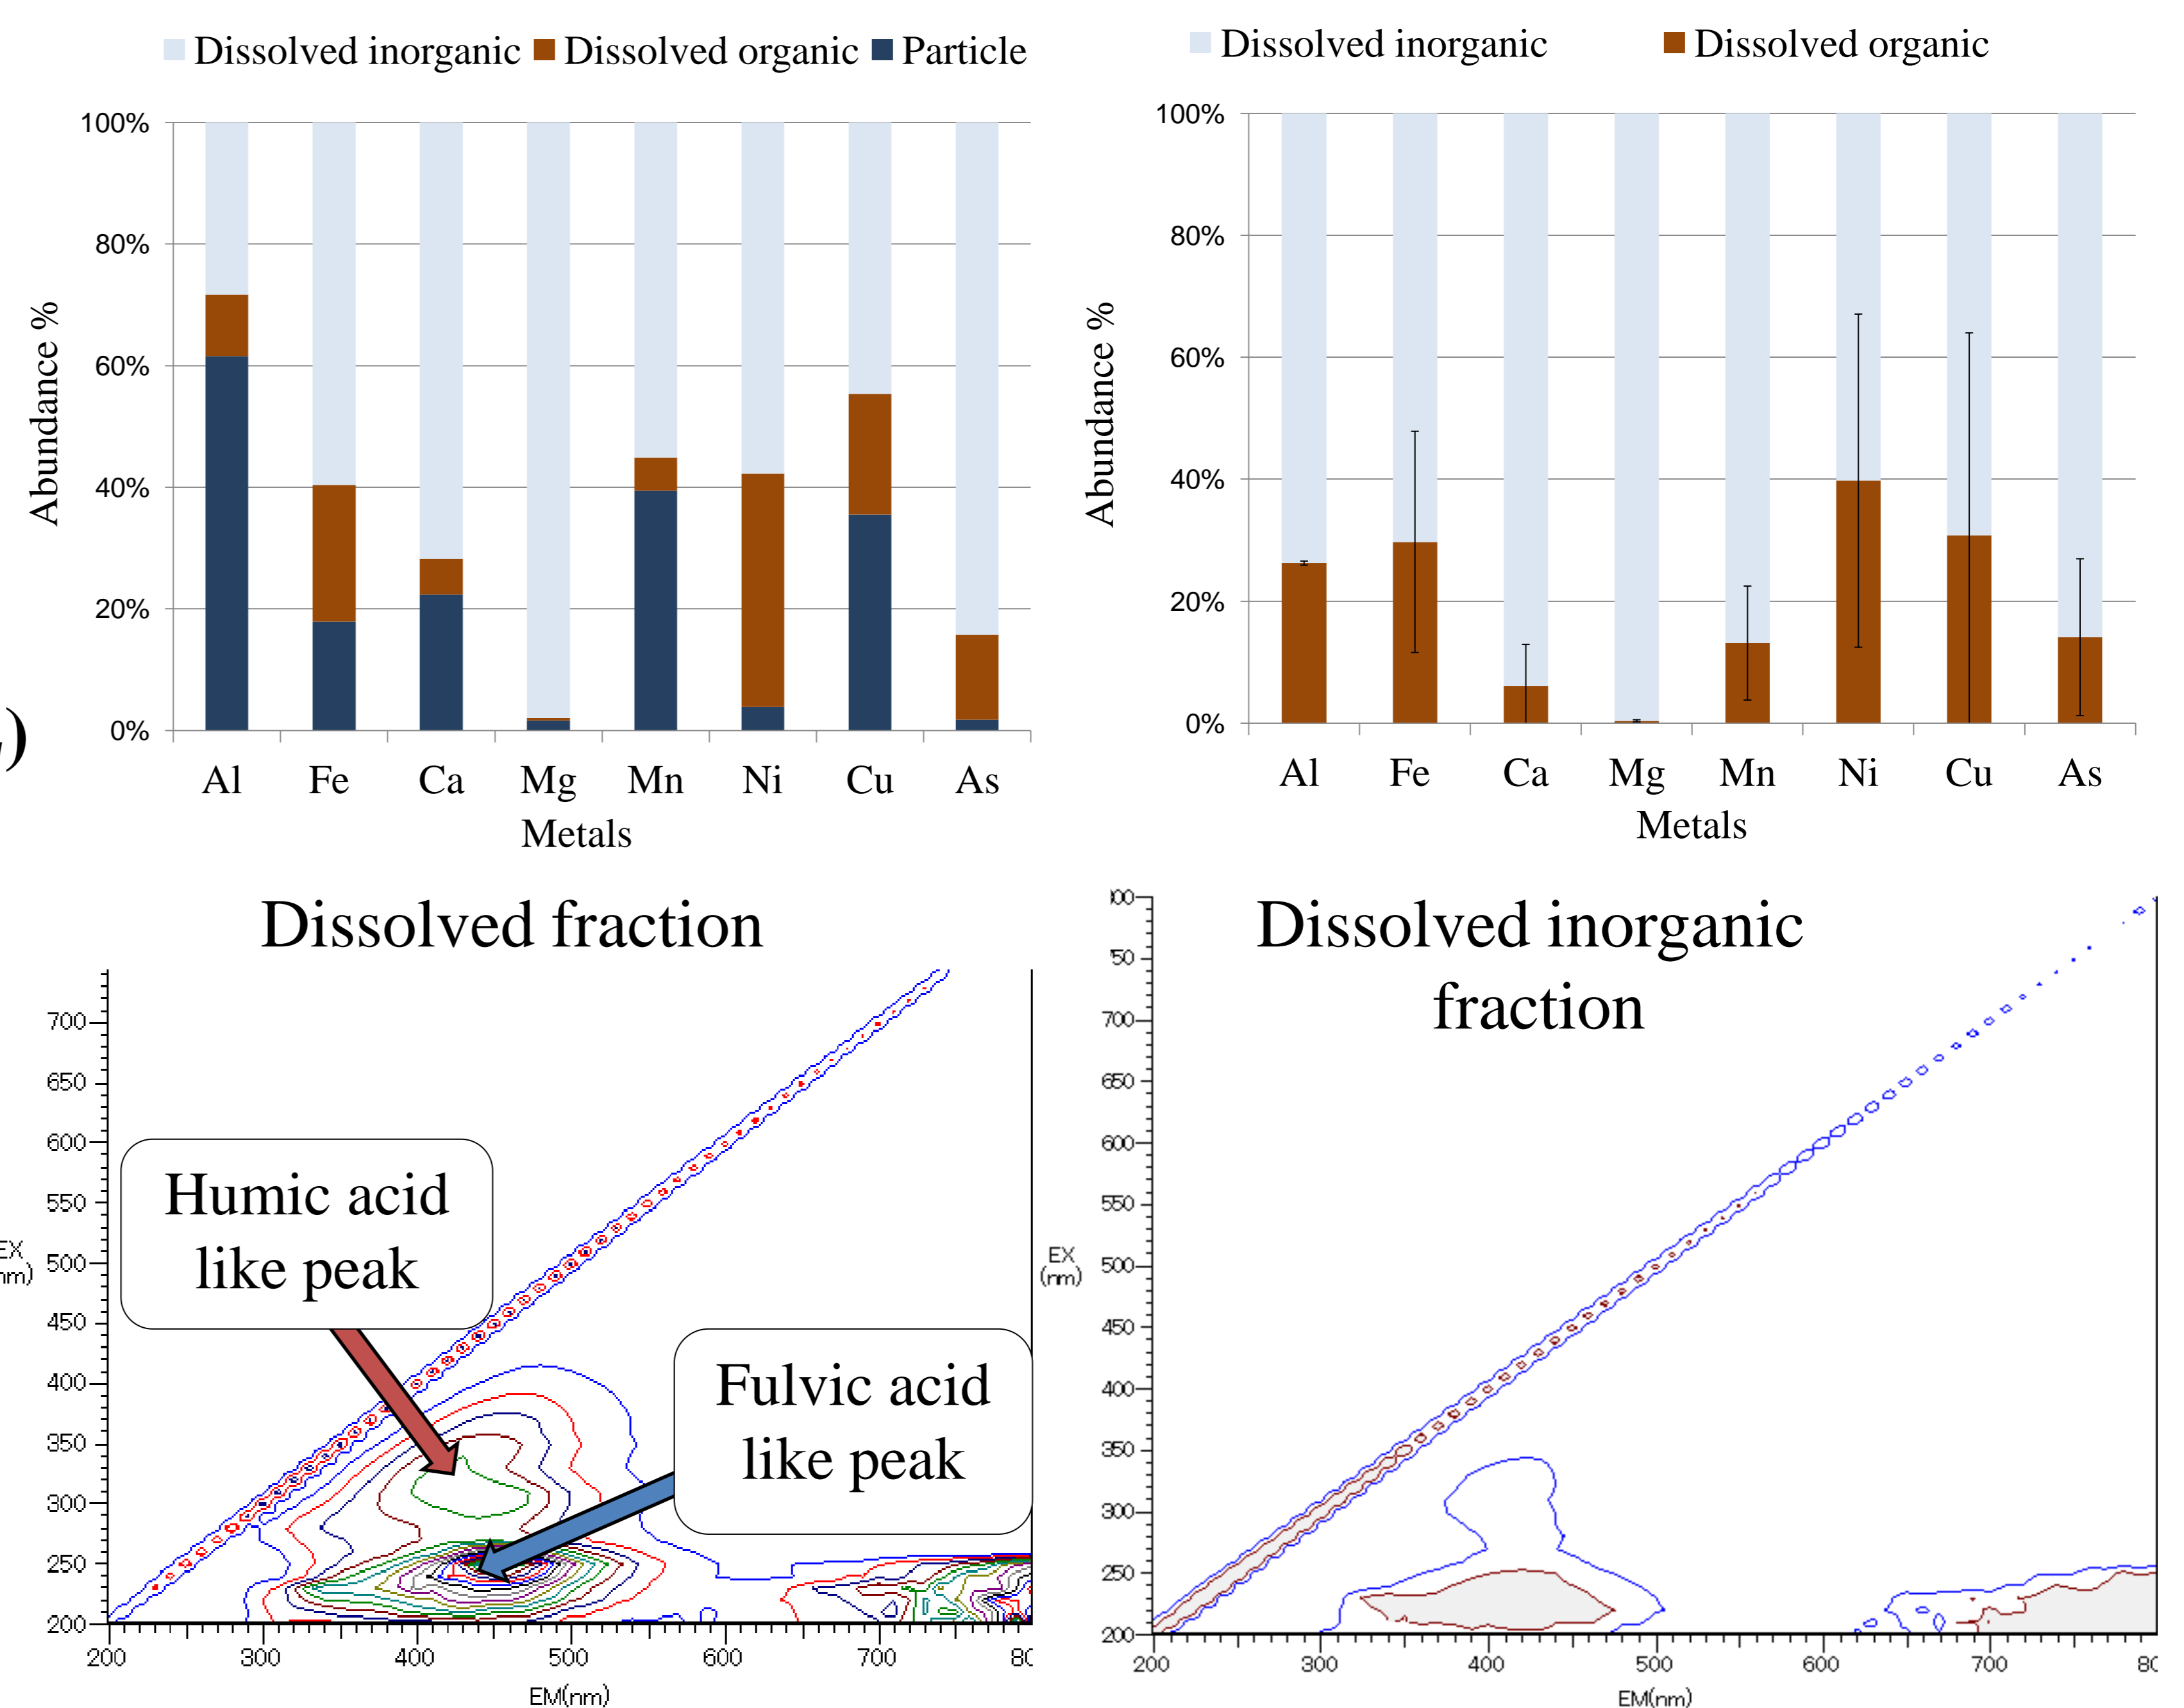 Dissolved inorganic Dissolved organic Particle
100%
80%
60%
40%
20%
0%
Abundance %
Al Fe Ca Mg Mn Ni Cu As
Metals
)
Dissolved inorganic Dissolved organic
100%
80%
60%
40%
20%
0%
Abundance %
Al Fe Ca Mg Mn Ni Cu As
Metals
Dissolved fraction
700
650
600
550
500
450
400
350
300
250
200
EX
nm)
Humic acid
like peak
Fulvic acid
like peak
200 300 400 500 600 700
EM(nm)
Dissolved inorganic
fraction
700
650
600
550
500
450
400
350
300
250
200
EX
(nm)
200 300 400 500 600 700
EM(nm)